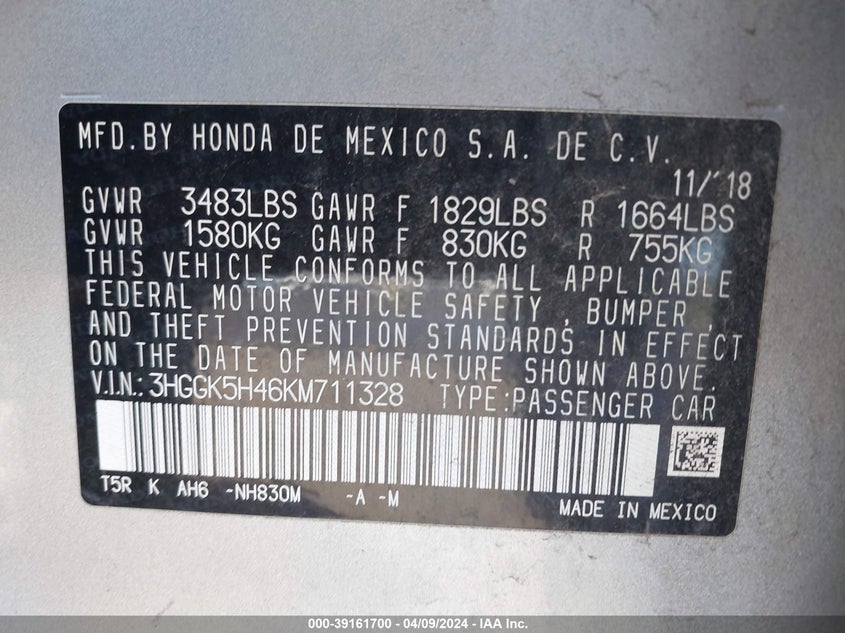 MFD.BY HONDA DE MEXICO S.A. DE C.V.
11/'18
GVWR 3483LBS GAWR F 1829LBS R 1664LBS
GVWR 1580KG GAWR F 830KG R 755KG
THIS VEHICLE CONFORMS TO ALL APPLICABLE
FEDERAL MOTOR VEHICLE SAFETY, BUMPER,
AND THEFT PREVENTION STANDARDS IN EFFECT
ON THE DATE OF MANUFACTURE SHOWN ABOVE.
V.I.N.:3HGGK5H46KM711328 TYPE:PASSENGER CAR
T5R K AH6 -NH830M -A -M
MADE IN MEXICO
000-39161700 - 04/09/2024 - IAA Inc.